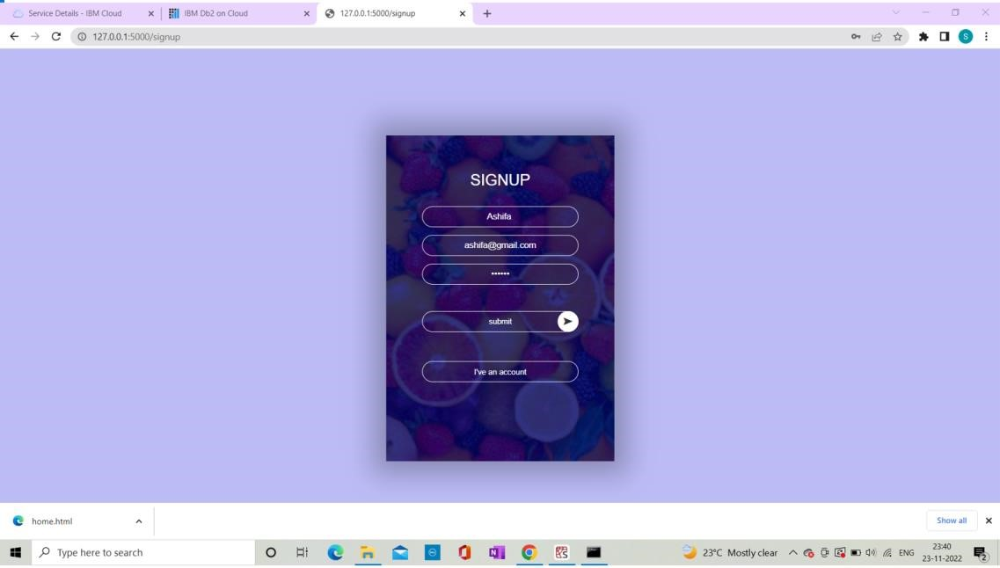 Service Details - IBM Cloud
IBM Db2 on Cloud
127.0.0.1:5000/signup
127.0.0.1:5000/signup
S
SIGNUP
Ashifa
ashifa@gmail.com
••••••
submit
I've an account
home.html
Show all
Type here to search
23°C Mostly clear
ENG
23:40
23-11-2022
2